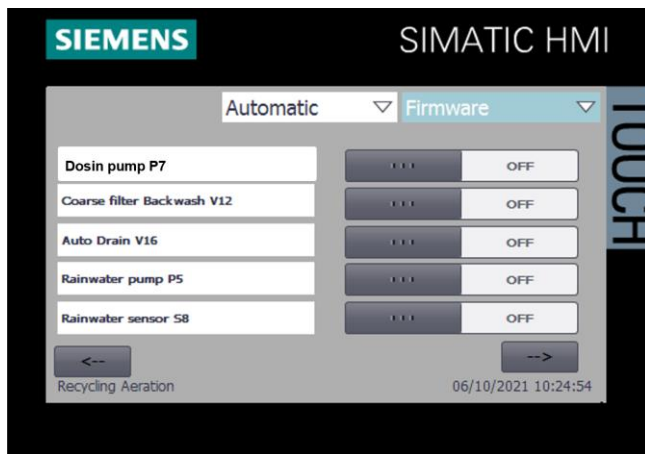 SIEMENS SIMATIC HMI
TOUCH
Automatic Firmware
Dosin pump P7 OFF
Coarse filter Backwash V12 OFF
Auto Drain V16 OFF
Rainwater pump P5 OFF
Rainwater sensor S8 OFF
<-- -->
Recycling Aeration 06/10/2021 10:24:54